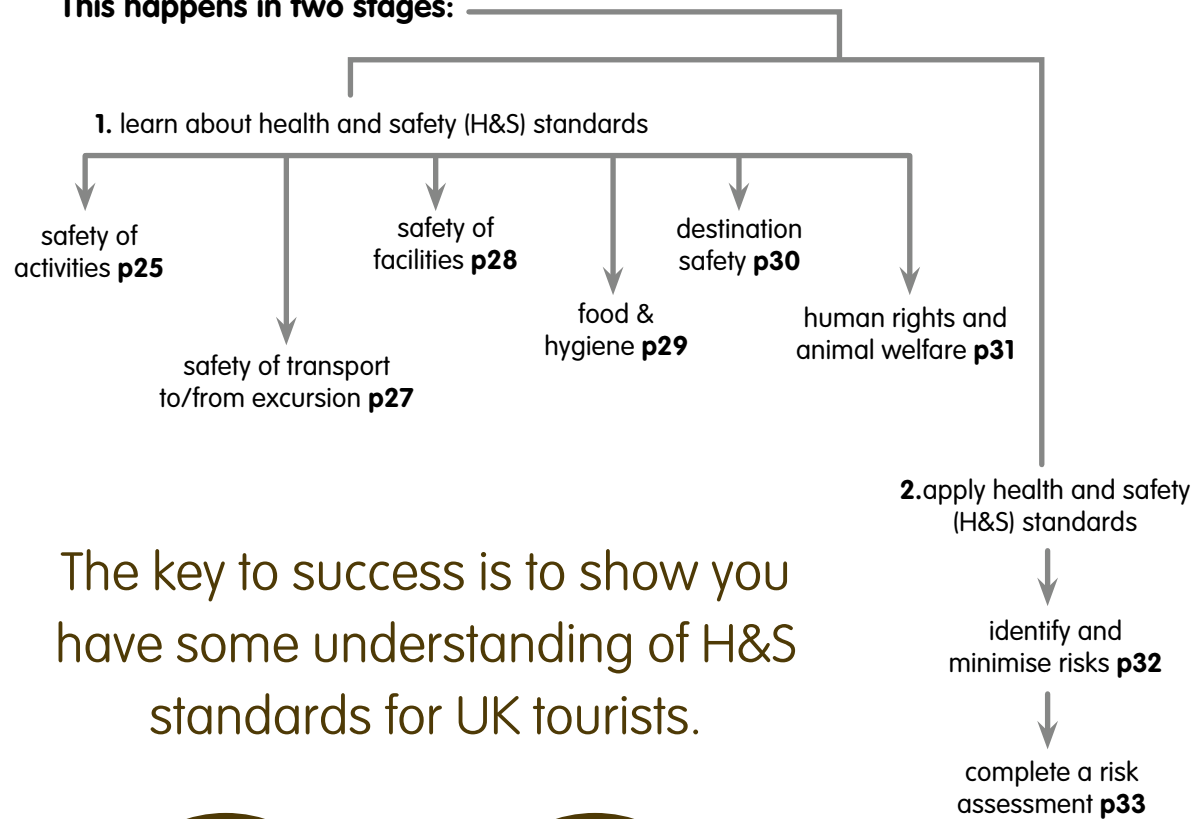 This happens in two stages:
1. learn about health and safety (H&S) standards
safety of
activities p25
safety of transport
to/from excursion p27
safety of
facilities p28
food &
hygiene p29
destination
safety p30
human rights and
animal welfare p31
2.apply health and safety
(H&S) standards
identify and
minimise risks p32
complete a risk
assessment p33
The key to success is to show you
have some understanding of H&S
standards for UK tourists.